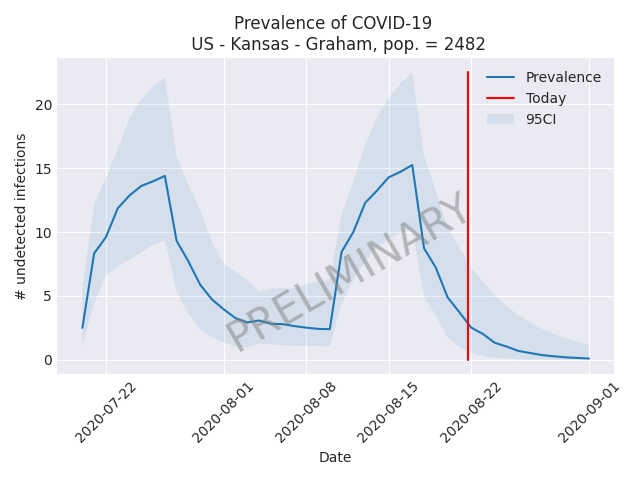 Prevalence of COVID-19
US - Kansas - Graham, pop. = 2482
Prevalence
Today
95CI
# undetected infections
20
15
10
5
0
PRELIMINARY
2020-07-22
2020-08-01
2020-08-08
2020-08-15
2020-08-22
2020-09-01
Date